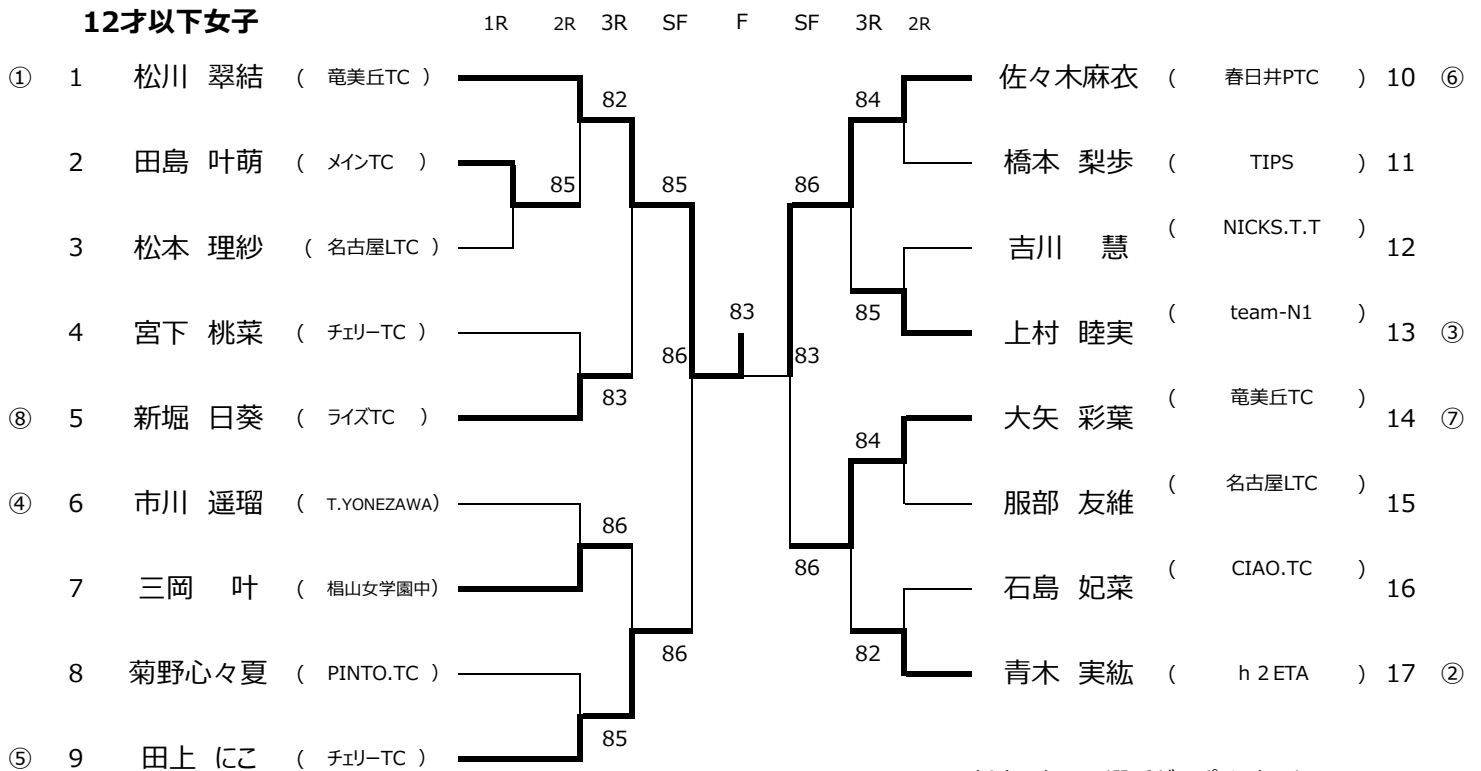 12才以下女子 1R 2R 3R SF F SF 3R 2R
① 1 松川 翠結 ( 竜美丘TC ) 佐々木麻衣 ( 春日井PTC ) 10 ⑥
82 84
2 田島 叶萌 ( メインTC ) 橋本 梨歩 ( TIPS ) 11
85 85 86
3 松本 理紗 ( 名古屋LTC ) 吉川 慧 ( NICKS.T.T ) 12
4 宮下 桃菜 ( チェリーTC ) 83 85 上村 睦実 ( team-N1 ) 13 ③
86 83
83
⑧ 5 新堀 日葵 ( ライズTC ) 大矢 彩葉 ( 竜美丘TC ) 14 ⑦
84
④ 6 市川 遥瑠 ( T.YONEZAWA) 服部 友維 ( 名古屋LTC ) 15
86
86
7 三岡 叶 ( 椙山女学園中) 石島 妃菜 ( CIAO.TC ) 16
86 82
8 菊野心々夏 ( PINTO.TC ) 青木 実紘 ( h２ETA ) 17 ②
85
⑤ 9 田上 にこ ( チェリーTC )